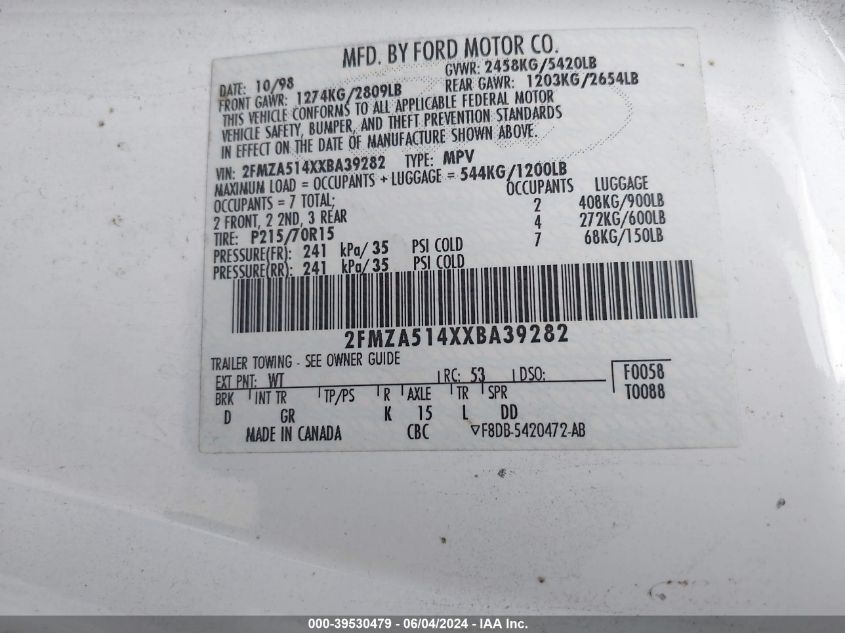 MFD. BY FORD MOTOR CO.
DATE: 10/98 GVWR: 2458KG/5420LB
FRONT GAWR: 1274KG/2809LB REAR GAWR: 1203KG/2654LB
THIS VEHICLE CONFORMS TO ALL APPLICABLE FEDERAL MOTOR
VEHICLE SAFETY, BUMPER, AND THEFT PREVENTION STANDARDS
IN EFFECT ON THE DATE OF MANUFACTURE SHOWN ABOVE.
VIN: 2FMZA514XXBA39282 TYPE: MPV
MAXIMUM LOAD = OCCUPANTS + LUGGAGE = 544KG/1200LB
OCCUPANTS = 7 TOTAL; OCCUPANTS LUGGAGE
2 FRONT, 2 2ND, 3 REAR 2 408KG/900LB
TIRE: P215/70R15 4 272KG/600LB
PRESSURE(FR): 241 kPa/ 35 PSI COLD 7 68KG/150LB
PRESSURE(RR): 241 kPa/ 35 PSI COLD
2FMZA514XXBA39282
TRAILER TOWING - SEE OWNER GUIDE
EXT PNT: WT RC: 53 DSO: F0058
BRK INT TR TP/PS R AXLE TR SPR T0088
D GR K 15 L DD
MADE IN CANADA CBC ▽F8DB-5420472-AB
000-39530479 - 06/04/2024 - IAA Inc.